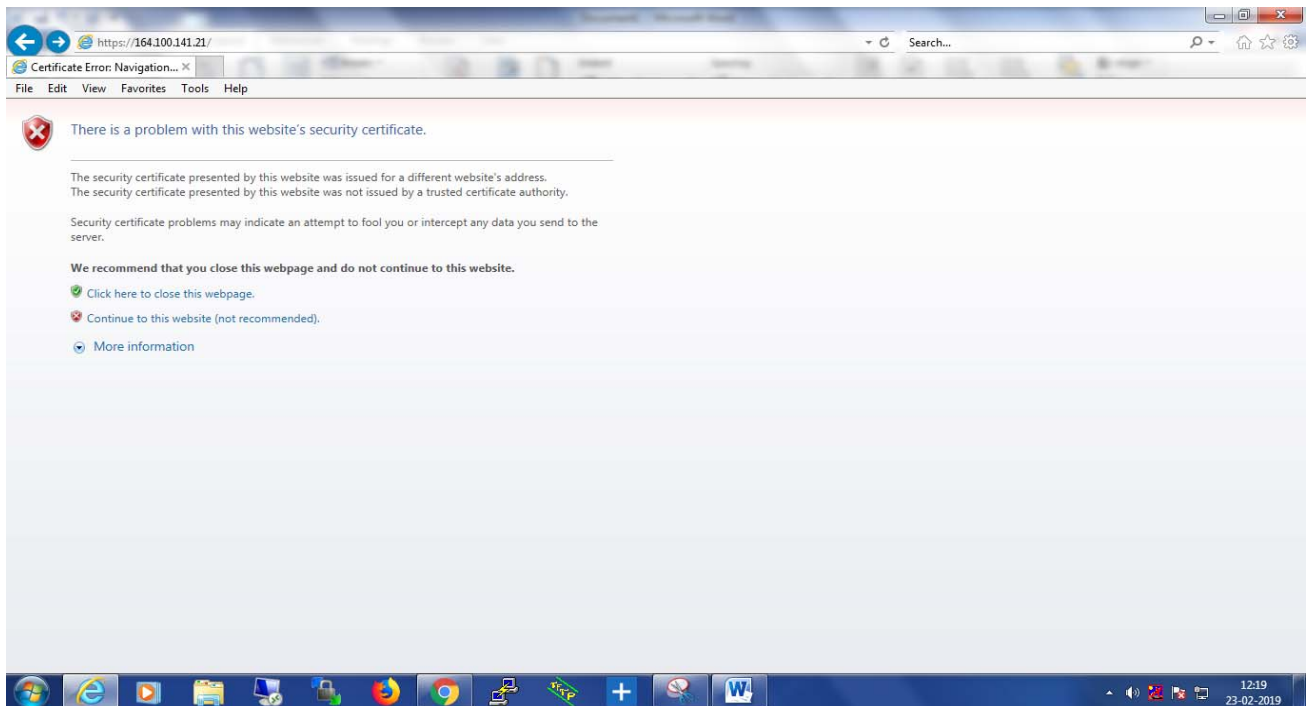 https://164.100.141.21/
Search...
Certificate Error: Navigation...
File Edit View Favorites Tools Help
There is a problem with this website's security certificate.
The security certificate presented by this website was issued for a different website's address.
The security certificate presented by this website was not issued by a trusted certificate authority.
Security certificate problems may indicate an attempt to fool you or intercept any data you send to the
server.
We recommend that you close this webpage and do not continue to this website.
Click here to close this webpage.
Continue to this website (not recommended).
More information
12:19
23-02-2019